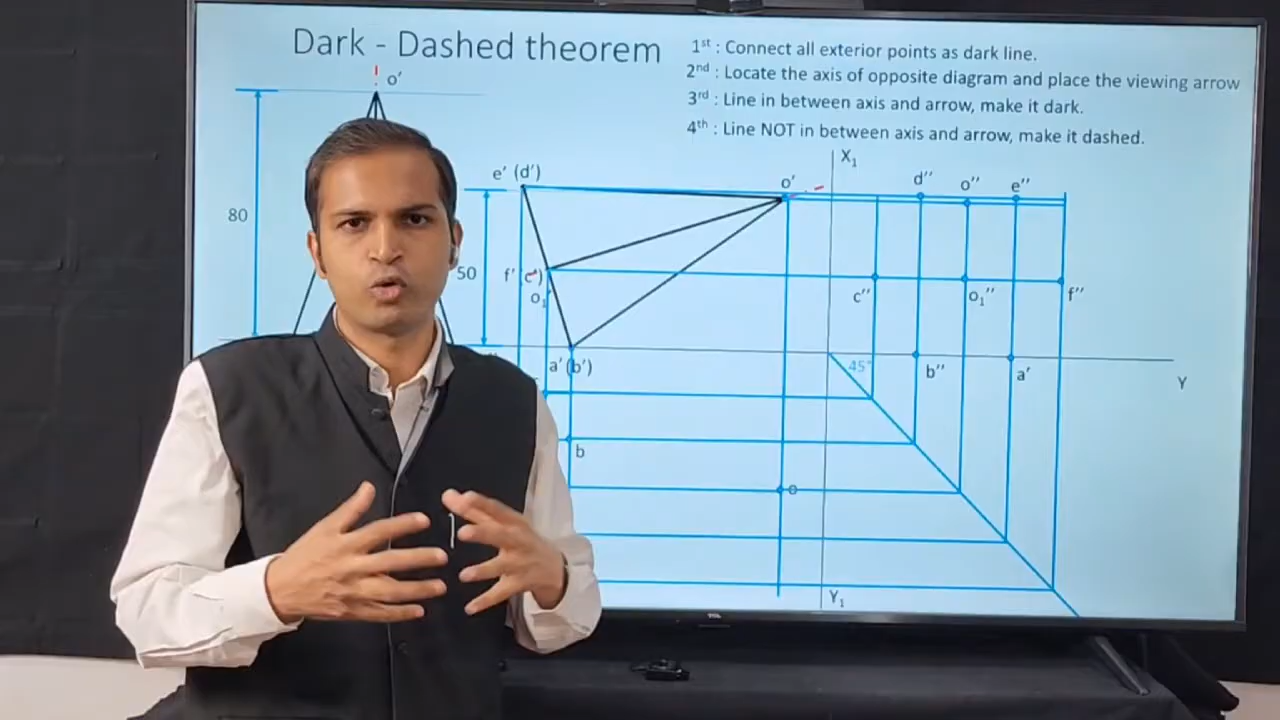 Dark - Dashed theorem
1st : Connect all exterior points as dark line.
2nd : Locate the axis of opposite diagram and place the viewing arrow
3rd : Line in between axis and arrow, make it dark.
4th : Line NOT in between axis and arrow, make it dashed.
o'
80
50
e' (d')
f' (c')
o1
a' (b')
o'
X1
d''
o''
e''
c''
o1''
f''
45°
b''
a'
Y
b
o
Y1
TCL